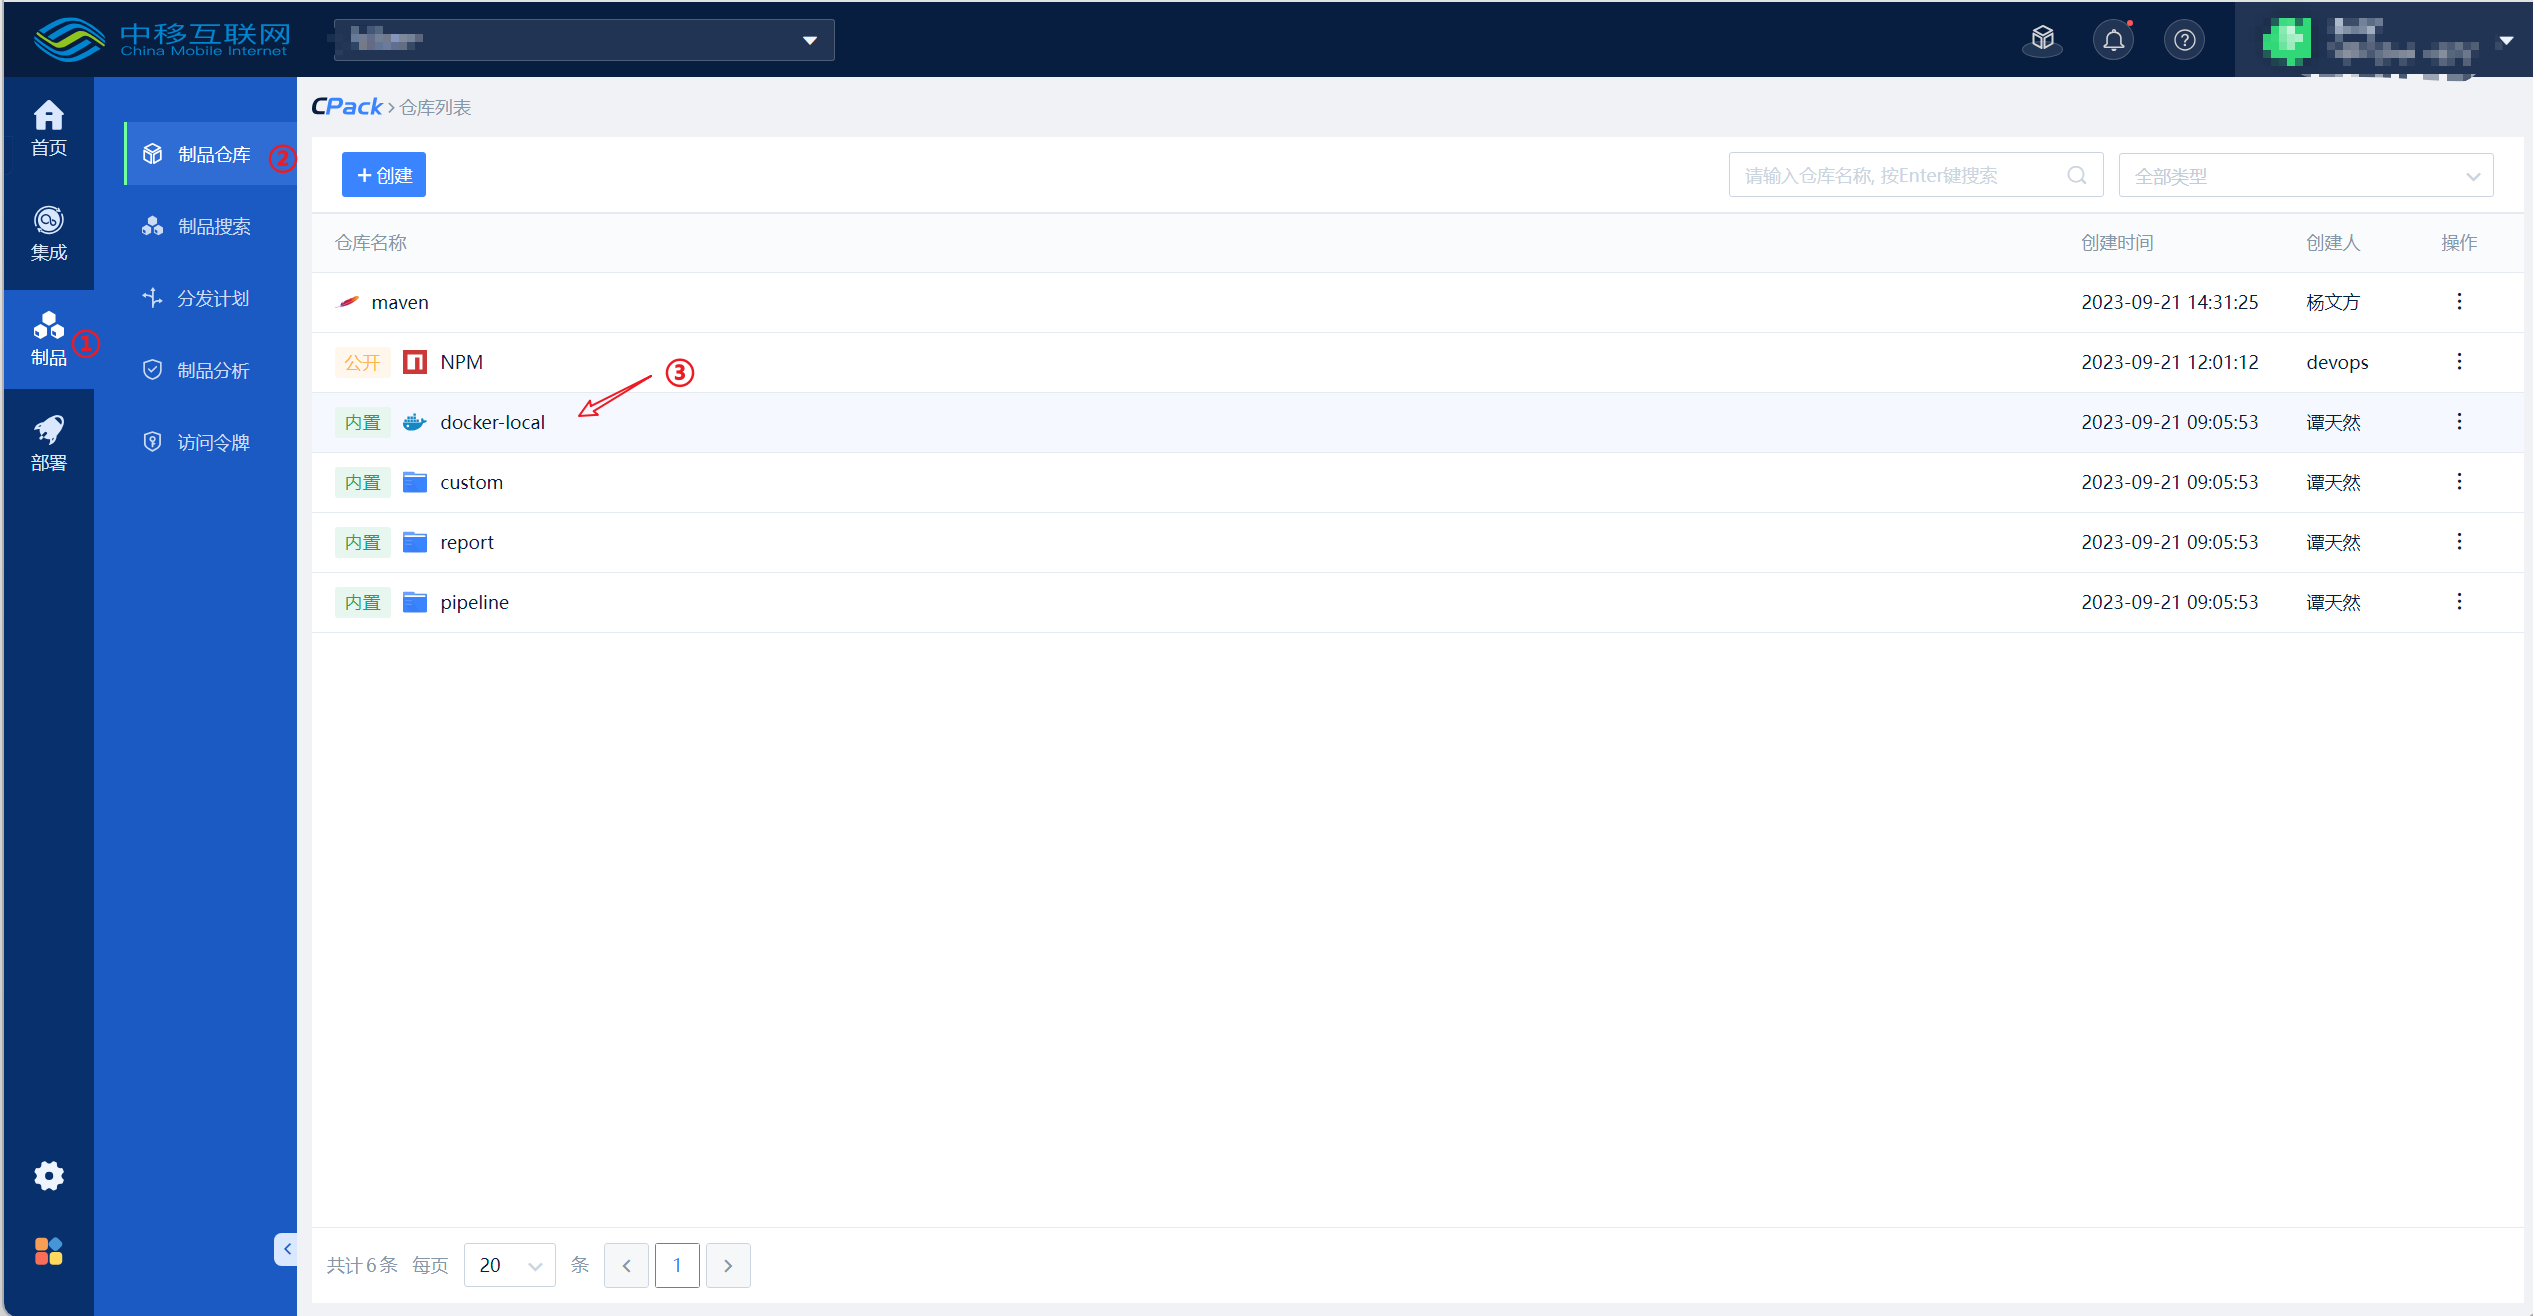 中移互联网
China Mobile Internet
首页
集成
制品 ①
部署
制品仓库 ②
制品搜索
分发计划
制品分析
访问令牌
CPack › 仓库列表
+ 创建
请输入仓库名称, 按Enter键搜索
全部类型
仓库名称 创建时间 创建人 操作
maven 2023-09-21 14:31:25 杨文方
公开 NPM 2023-09-21 12:01:12 devops
③
内置 docker-local 2023-09-21 09:05:53 谭天然
内置 custom 2023-09-21 09:05:53 谭天然
内置 report 2023-09-21 09:05:53 谭天然
内置 pipeline 2023-09-21 09:05:53 谭天然
共计6条 每页 20 条 < 1 >